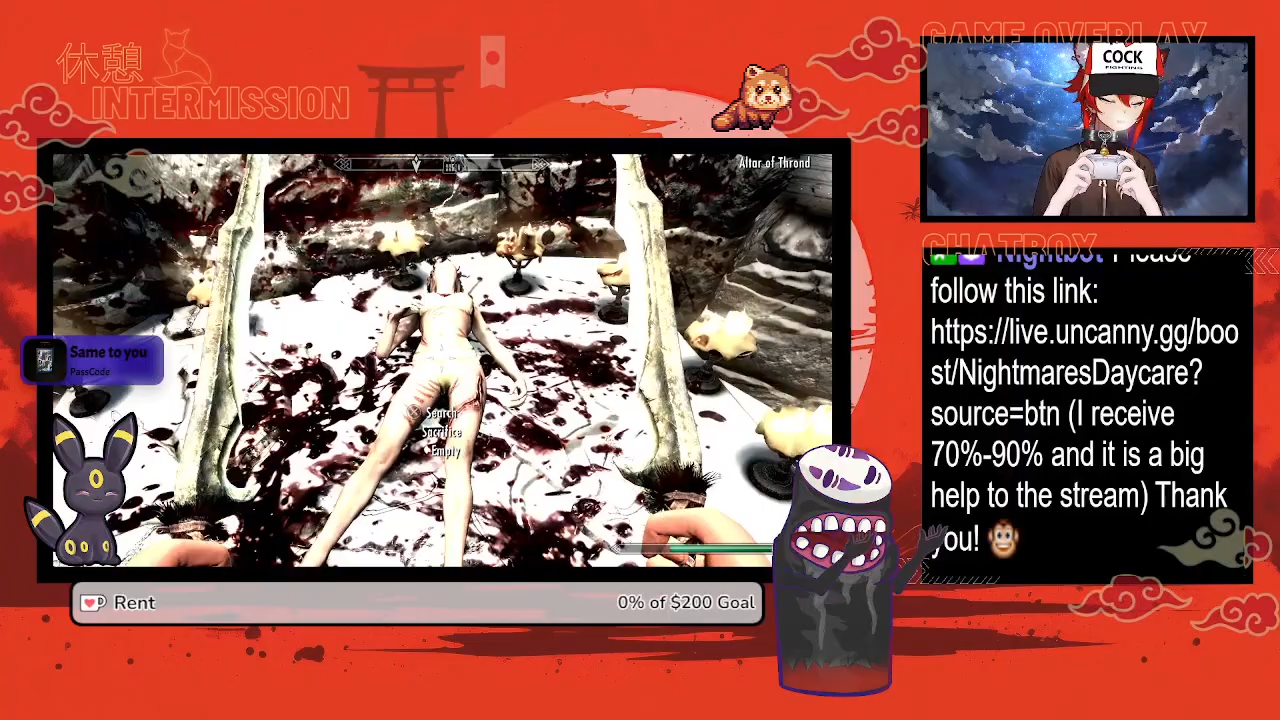 休憩
INTERMISSION
GAME OVERLAY
COCK
FIGHTING
Altar of Thrond
Same to you
PassCode
Search
Sacrifice
Empty
CHATBOX
Nightbot Please
follow this link:
https://live.uncanny.gg/boo
st/NightmaresDaycare?
source=btn (I receive
70%-90% and it is a big
help to the stream) Thank
you!
Rent
0% of $200 Goal